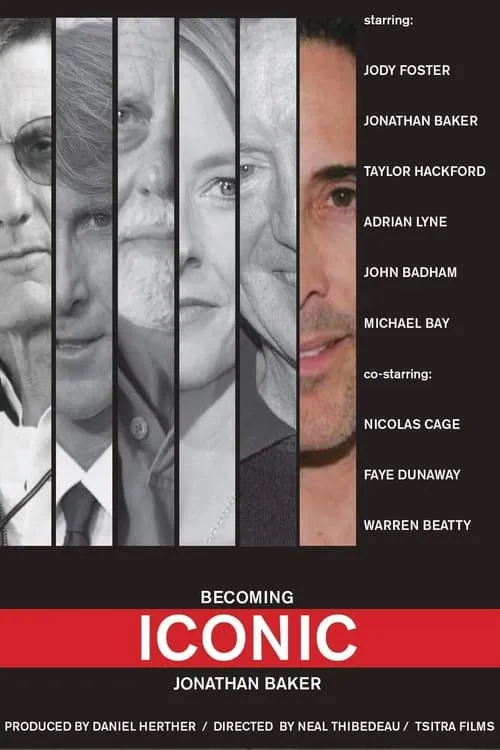 starring:
JODY FOSTER
JONATHAN BAKER
TAYLOR HACKFORD
ADRIAN LYNE
JOHN BADHAM
MICHAEL BAY
co-starring:
NICOLAS CAGE
FAYE DUNAWAY
WARREN BEATTY
BECOMING
ICONIC
JONATHAN BAKER
PRODUCED BY DANIEL HERTHER / DIRECTED BY NEAL THIBEDEAU / TSITRA FILMS